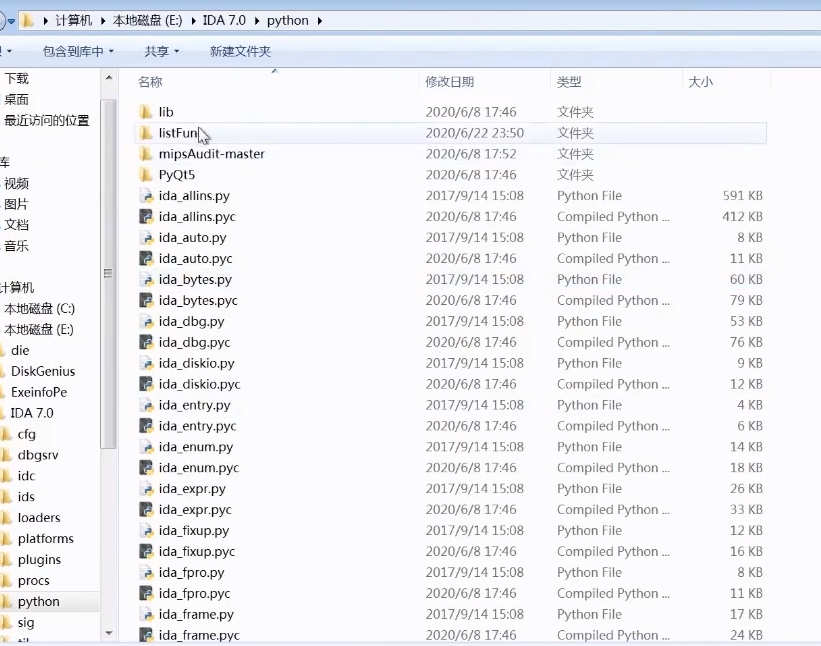 计算机 本地磁盘 (E:) IDA 7.0 python
包含到库中 共享 新建文件夹
名称 修改日期 类型 大小
下载
桌面
最近访问的位置
库
视频
图片
文档
音乐
计算机
本地磁盘 (C:)
本地磁盘 (E:)
die
DiskGenius
ExeinfoPe
IDA 7.0
cfg
dbgsrv
idc
ids
loaders
platforms
plugins
procs
python
sig
lib 2020/6/8 17:46 文件夹
listFun 2020/6/22 23:50 文件夹
mipsAudit-master 2020/6/8 17:52 文件夹
PyQt5 2020/6/8 17:46 文件夹
ida_allins.py 2017/9/14 15:08 Python File 591 KB
ida_allins.pyc 2020/6/8 17:46 Compiled Python ... 412 KB
ida_auto.py 2017/9/14 15:08 Python File 8 KB
ida_auto.pyc 2020/6/8 17:46 Compiled Python ... 11 KB
ida_bytes.py 2017/9/14 15:08 Python File 60 KB
ida_bytes.pyc 2020/6/8 17:46 Compiled Python ... 79 KB
ida_dbg.py 2017/9/14 15:08 Python File 53 KB
ida_dbg.pyc 2020/6/8 17:46 Compiled Python ... 76 KB
ida_diskio.py 2017/9/14 15:08 Python File 9 KB
ida_diskio.pyc 2020/6/8 17:46 Compiled Python ... 12 KB
ida_entry.py 2017/9/14 15:08 Python File 4 KB
ida_entry.pyc 2020/6/8 17:46 Compiled Python ... 6 KB
ida_enum.py 2017/9/14 15:08 Python File 14 KB
ida_enum.pyc 2020/6/8 17:46 Compiled Python ... 18 KB
ida_expr.py 2017/9/14 15:08 Python File 26 KB
ida_expr.pyc 2020/6/8 17:46 Compiled Python ... 33 KB
ida_fixup.py 2017/9/14 15:08 Python File 12 KB
ida_fixup.pyc 2020/6/8 17:46 Compiled Python ... 16 KB
ida_fpro.py 2017/9/14 15:08 Python File 8 KB
ida_fpro.pyc 2020/6/8 17:46 Compiled Python ... 11 KB
ida_frame.py 2017/9/14 15:08 Python File 17 KB
ida_frame.pyc 2020/6/8 17:46 Compiled Python ... 24 KB